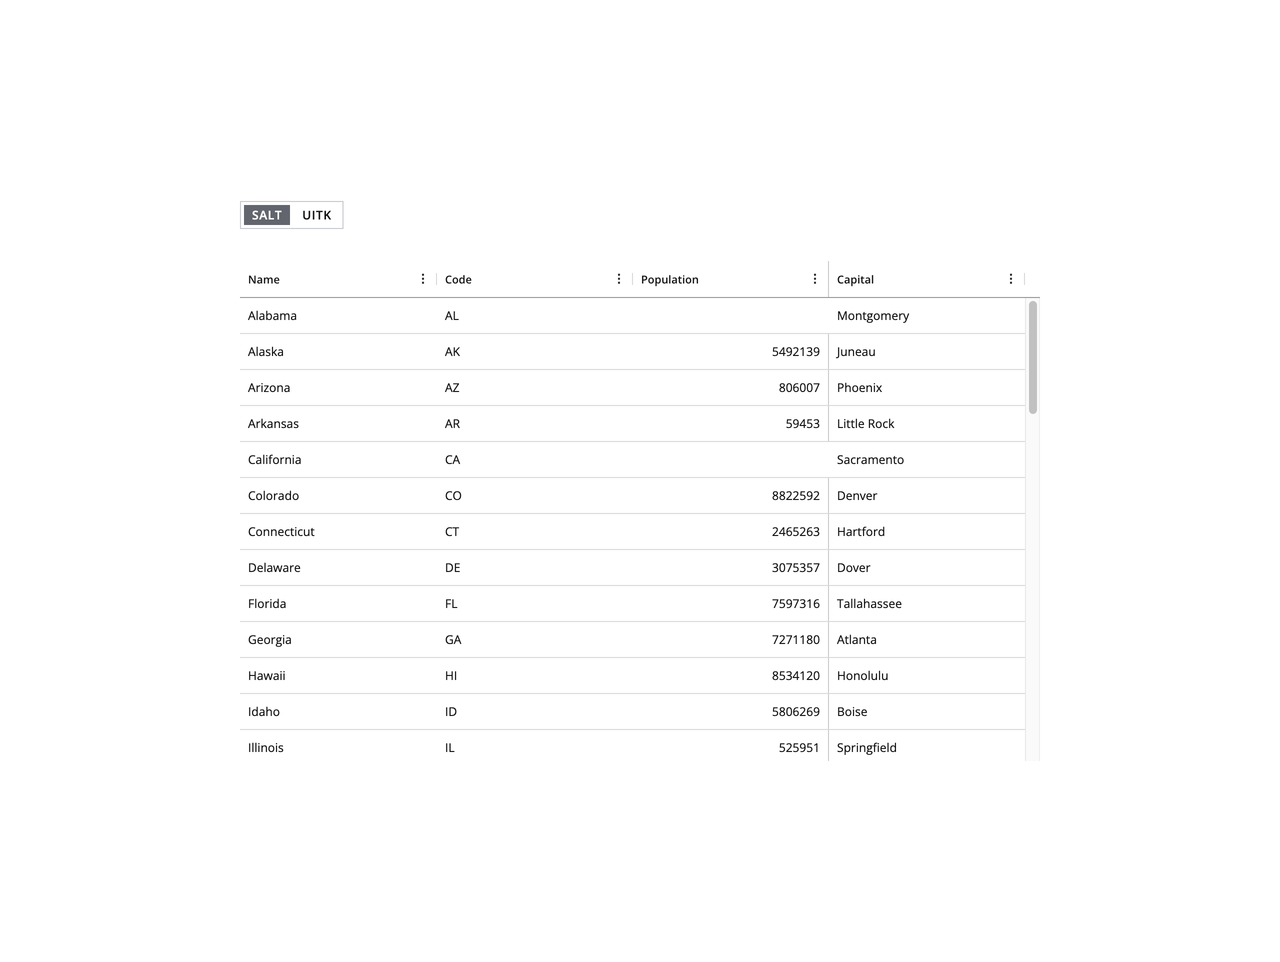 SALT UITK
Name Code Population Capital
Alabama AL Montgomery
Alaska AK 5492139 Juneau
Arizona AZ 806007 Phoenix
Arkansas AR 59453 Little Rock
California CA Sacramento
Colorado CO 8822592 Denver
Connecticut CT 2465263 Hartford
Delaware DE 3075357 Dover
Florida FL 7597316 Tallahassee
Georgia GA 7271180 Atlanta
Hawaii HI 8534120 Honolulu
Idaho ID 5806269 Boise
Illinois IL 525951 Springfield